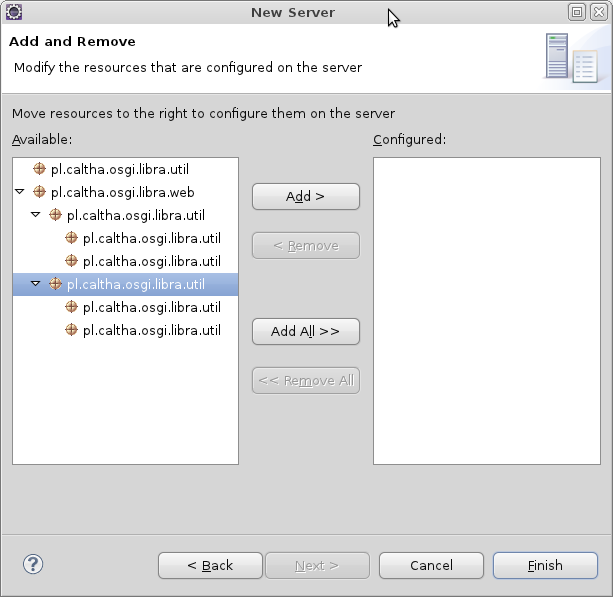 New Server
Add and Remove
Modify the resources that are configured on the server
Move resources to the right to configure them on the server
Available:
Configured:
pl.caltha.osgi.libra.util
pl.caltha.osgi.libra.web
pl.caltha.osgi.libra.util
pl.caltha.osgi.libra.util
pl.caltha.osgi.libra.util
pl.caltha.osgi.libra.util
pl.caltha.osgi.libra.util
pl.caltha.osgi.libra.util
Add >
< Remove
Add All >>
<< Remove All
?
< Back
Next >
Cancel
Finish